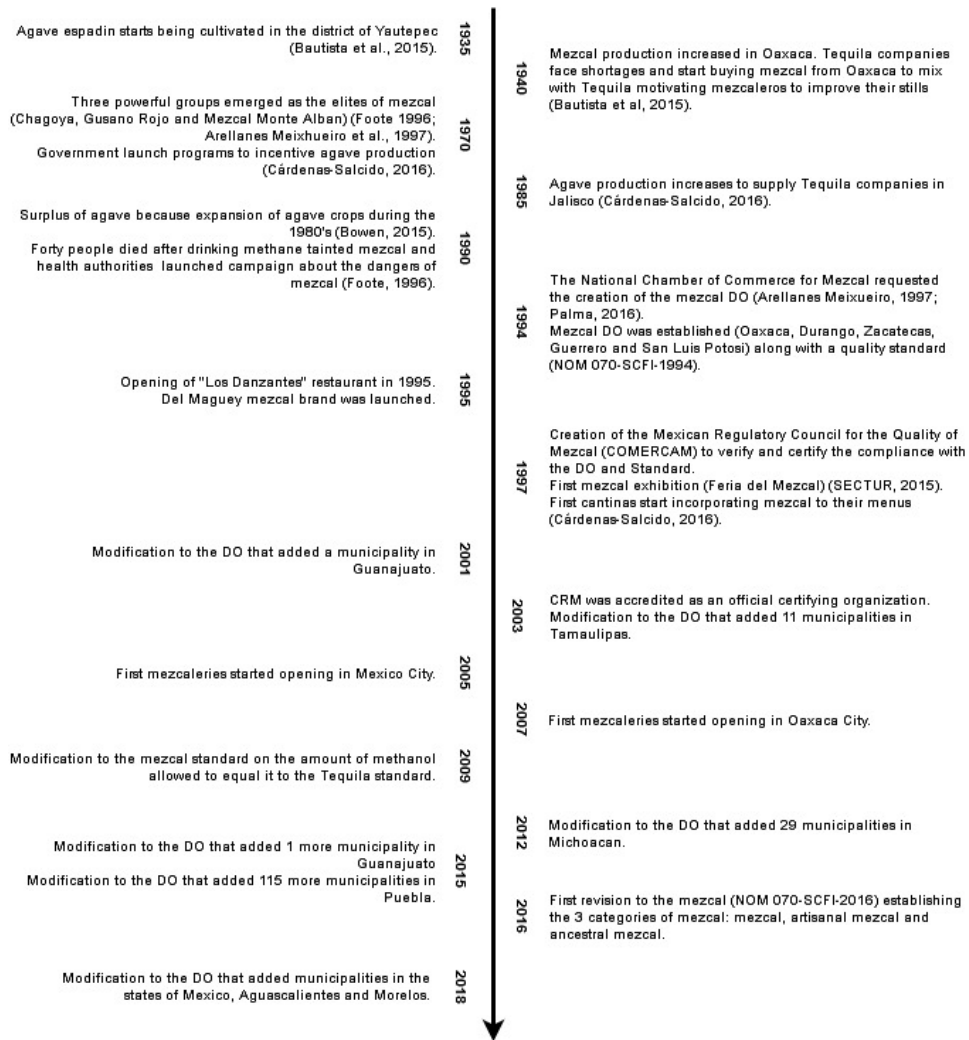 1935
Agave espadin starts being cultivated in the district of Yautepec
(Bautista et al., 2015).
1940
Mezcal production increased in Oaxaca. Tequila companies
face shortages and start buying mezcal from Oaxaca to mix
with Tequila motivating mezcaleros to improve their stills
(Bautista et al, 2015).
1970
Three powerful groups emerged as the elites of mezcal
(Chagoya, Gusano Rojo and Mezcal Monte Alban) (Foote 1996;
Arellanes Meixhueiro et al., 1997).
Government launch programs to incentive agave production
(Cárdenas-Salcido, 2016).
1985
Agave production increases to supply Tequila companies in
Jalisco (Cárdenas-Salcido, 2016).
1990
Surplus of agave because expansion of agave crops during the
1980's (Bowen, 2015).
Forty people died after drinking methane tainted mezcal and
health authorities launched campaign about the dangers of
mezcal (Foote, 1996).
1994
The National Chamber of Commerce for Mezcal requested
the creation of the mezcal DO (Arellanes Meixueiro, 1997;
Palma, 2016).
Mezcal DO was established (Oaxaca, Durango, Zacatecas,
Guerrero and San Luis Potosi) along with a quality standard
(NOM 070-SCFI-1994).
1995
Opening of "Los Danzantes" restaurant in 1995.
Del Maguey mezcal brand was launched.
1997
Creation of the Mexican Regulatory Council for the Quality of
Mezcal (COMERCAM) to verify and certify the compliance with
the DO and Standard.
First mezcal exhibition (Feria del Mezcal) (SECTUR, 2015).
First cantinas start incorporating mezcal to their menus
(Cárdenas-Salcido, 2016).
2001
Modification to the DO that added a municipality in
Guanajuato.
2003
CRM was accredited as an official certifying organization.
Modification to the DO that added 11 municipalities in
Tamaulipas.
2005
First mezcaleries started opening in Mexico City.
2007
First mezcaleries started opening in Oaxaca City.
2009
Modification to the mezcal standard on the amount of methanol
allowed to equal it to the Tequila standard.
2012
Modification to the DO that added 29 municipalities in
Michoacan.
2015
Modification to the DO that added 1 more municipality in
Guanajuato
Modification to the DO that added 115 more municipalities in
Puebla.
2016
First revision to the mezcal (NOM 070-SCFI-2016) establishing
the 3 categories of mezcal: mezcal, artisanal mezcal and
ancestral mezcal.
2018
Modification to the DO that added municipalities in the
states of Mexico, Aguascalientes and Morelos.